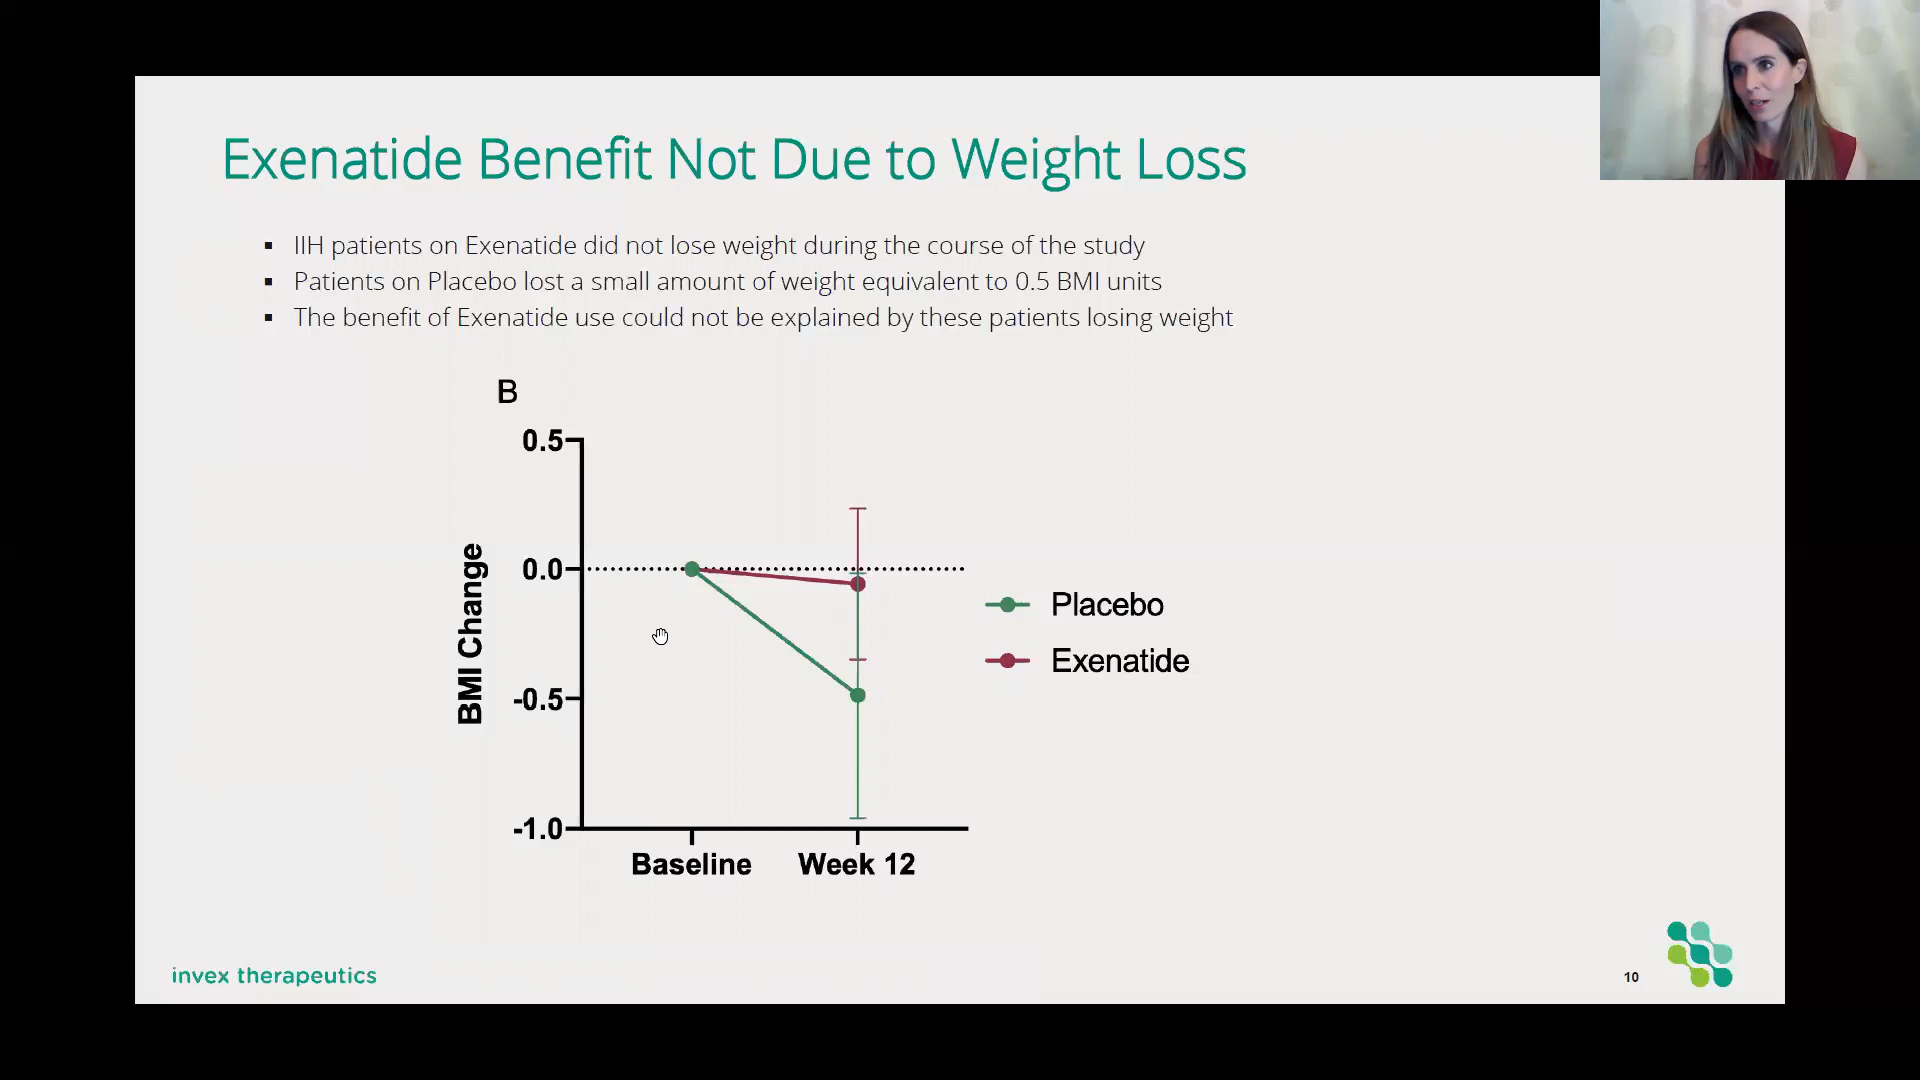 Exenatide Benefit Not Due to Weight Loss
▪ IIH patients on Exenatide did not lose weight during the course of the study
▪ Patients on Placebo lost a small amount of weight equivalent to 0.5 BMI units
▪ The benefit of Exenatide use could not be explained by these patients losing weight
B
0.5
0.0
-0.5
-1.0
BMI Change
Baseline
Week 12
Placebo
Exenatide
invex therapeutics
10